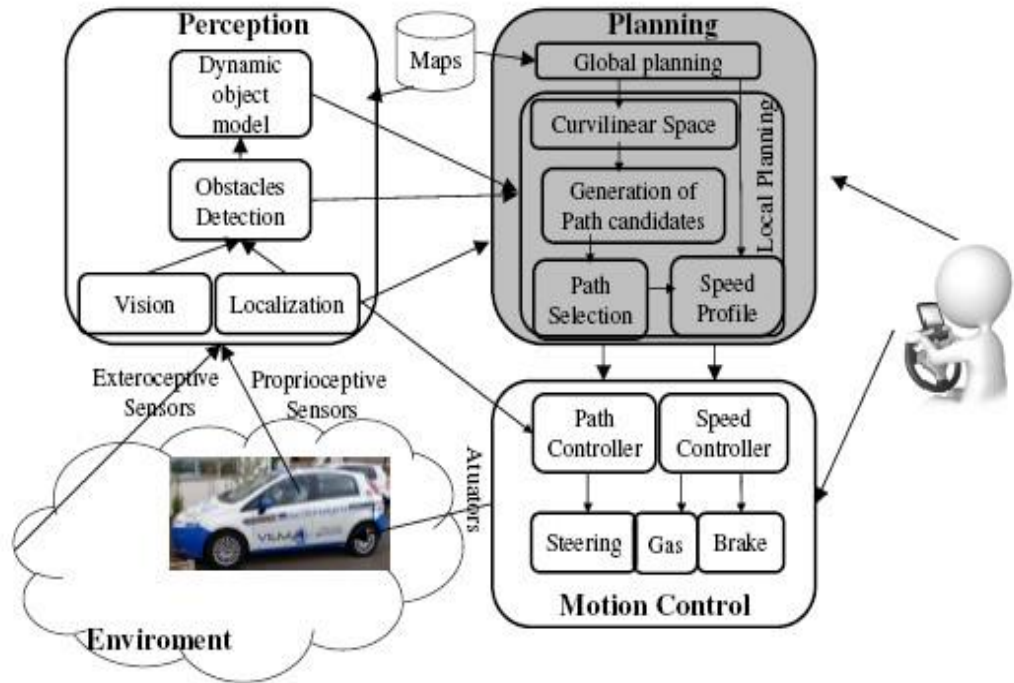 Perception
Dynamic
object
model
Obstacles
Detection
Vision
Localization
Maps
Planning
Global planning
Curvilinear Space
Generation of
Path candidates
Path
Selection
Speed
Profile
Local Planning
Exteroceptive
Sensors
Proprioceptive
Sensors
Atuators
Path
Controller
Speed
Controller
Steering
Gas
Brake
Motion Control
VILMA
Enviroment